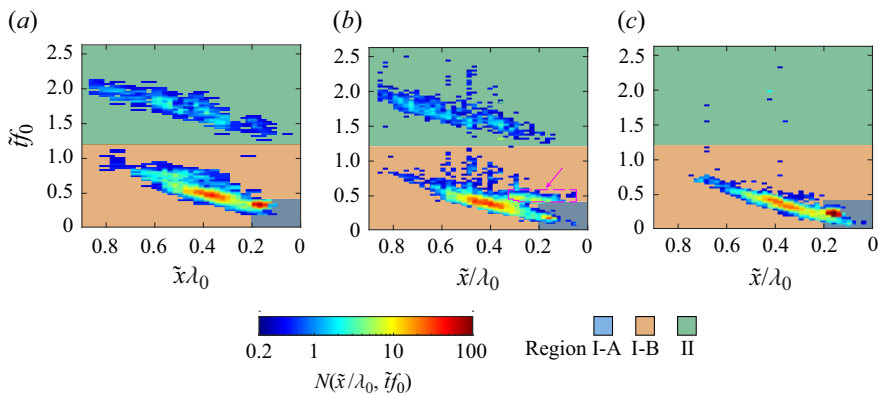 (a) (b) (c)
2.5 2.5 2.5
2.0 2.0 2.0
t̃f₀ 1.5 1.5 1.5
1.0 1.0 1.0
0.5 0.5 0.5
0 0 0
0.8 0.6 0.4 0.2 0 0.8 0.6 0.4 0.2 0 0.8 0.6 0.4 0.2 0
x̃λ₀ x̃/λ₀ x̃/λ₀
0.2 1 10 100
Region I-A I-B II
N(x̃/λ₀, t̃f₀)